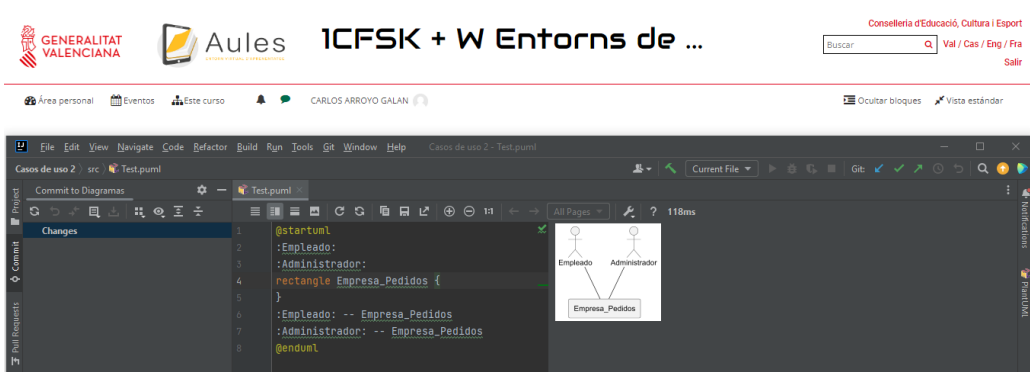 GENERALITAT
VALENCIANA
Aules
1CFSK + W Entorns de ...
Conselleria d'Educació, Cultura i Esport
Buscar
Val / Cas / Eng / Fra
Salir
Área personal Eventos Este curso CARLOS ARROYO GALAN Ocultar bloques Vista estándar
File Edit View Navigate Code Refactor Build Run Tools Git Window Help Casos de uso 2 - Test.puml
Casos de uso 2 src Test.puml Current File Git:
Project
Commit
Pull Requests
Commit to Diagramas
Changes
Test.puml
1:1 All Pages ? 118ms
1 @startuml
2 :Empleado:
3 :Administrador:
4 rectangle Empresa_Pedidos {
5 }
6 :Empleado: -- Empresa_Pedidos
7 :Administrador: -- Empresa_Pedidos
8 @enduml
Empleado Administrador
Empresa_Pedidos
Notifications
PlantUML